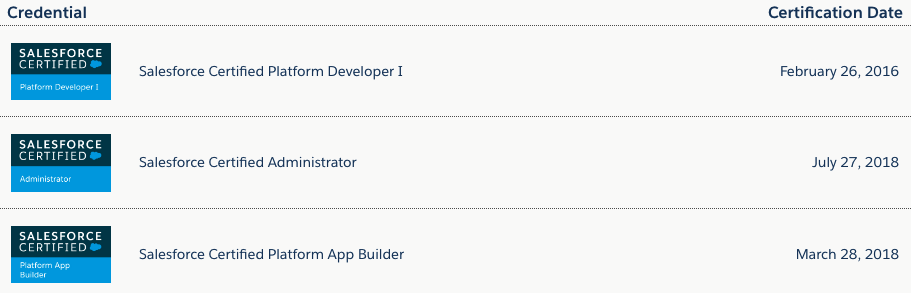 Credential Certification Date
SALESFORCE
CERTIFIED
Platform Developer I
Salesforce Certified Platform Developer I February 26, 2016
SALESFORCE
CERTIFIED
Administrator
Salesforce Certified Administrator July 27, 2018
SALESFORCE
CERTIFIED
Platform App
Builder
Salesforce Certified Platform App Builder March 28, 2018